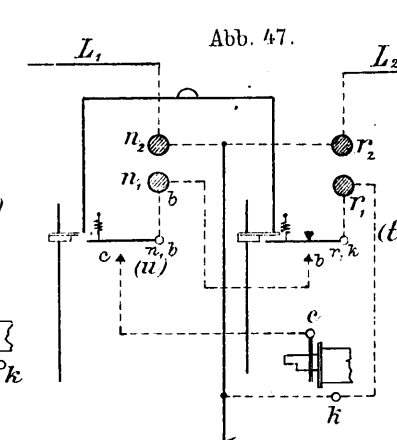 Abb. 47.
L₁
L₂
n₂
r₂
n₁
b
r₁
)
(t
c
(u)
n, b
b
r, k
c
k
k